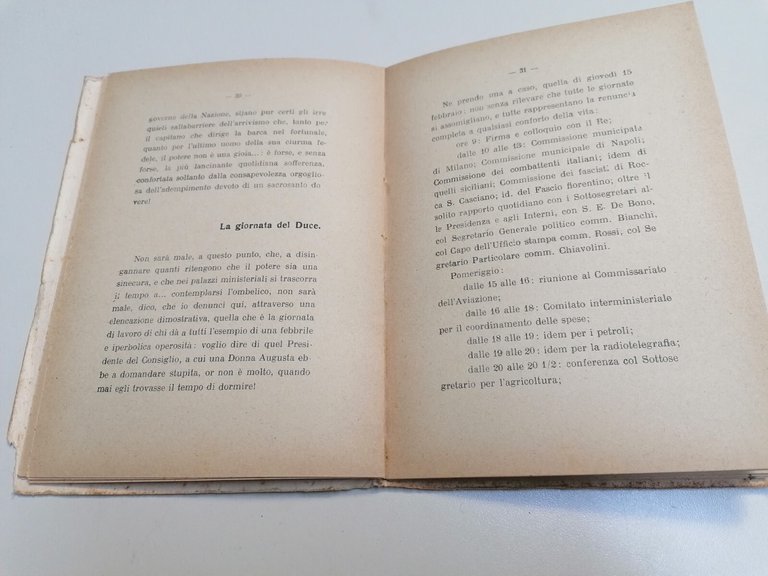 — 30 —
governo della Nazione, stiano pur certi gli irre
quieti saltaburriere dell'arrivismo che, tanto pe
il capitano che dirige la barca nel fortunale,
quanto per l'ultimo uomo della sua ciurma fe
dele, il potere non è una gioia...: è forse, e senza
forse, la più lancinante quotidiana sofferenza,
confortata soltanto dalla consapevolezza orgoglio
sa dell'adempimento devoto di un sacrosanto do
vere!
La giornata del Duce.
Non sarà male, a questo punto, che, a disin-
gannare quanti ritengono che il potere sia una
sinecura, e che nei palazzi ministeriali si trascorra
il tempo a... contemplarsi l'ombelico, non sarà
male, dico, che io denunci qui, attraverso una
elencazione dimostrativa, quella che è la giornata
di lavoro di chi dà a tutti l'esempio di una febbrile
e iperbolica operosità: voglio dire di quel Presi-
dente del Consiglio, a cui una Donna Augusta eb-
be a domandare stupita, or non è molto, quando
mai egli trovasse il tempo di dormire!
— 31 —
Ne prendo una a caso, quella di giovedì 15
febbraio: non senza rilevare che tutte le giornate
si assomigliano, e tutte rappresentano la renuncia
completa a qualsiasi conforto della vita:
ore 9: Firma e colloquio con il Re;
dalle 10 alle 13: Commissione municipale
di Milano; Commissione municipale di Napoli;
Commissione dei combattenti italiani; idem di
quelli siciliani; Commissione dei fascisti di Roc-
ca S. Casciano; id. del Fascio fiorentino; oltre il
solito rapporto quotidiano con i Sottosegretari al-
le Presidenza e agli Interni, con S. E. De Bono,
col Segretario Generale politico comm. Bianchi,
col Capo dell'Ufficio stampa comm. Rossi, col Se
gretario Particolare comm. Chiavolini.
Pomeriggio:
dalle 15 alle 16: riunione al Commissariato
dell'Aviazione;
dalle 16 alle 18: Comitato interministeriale
per il coordinamento delle spese;
dalle 18 alle 19: idem per i petroli;
dalle 19 alle 20: idem per la radiotelegrafia;
dalle 20 alle 20 1/2: conferenza col Sottose
gretario per l'agricoltura;